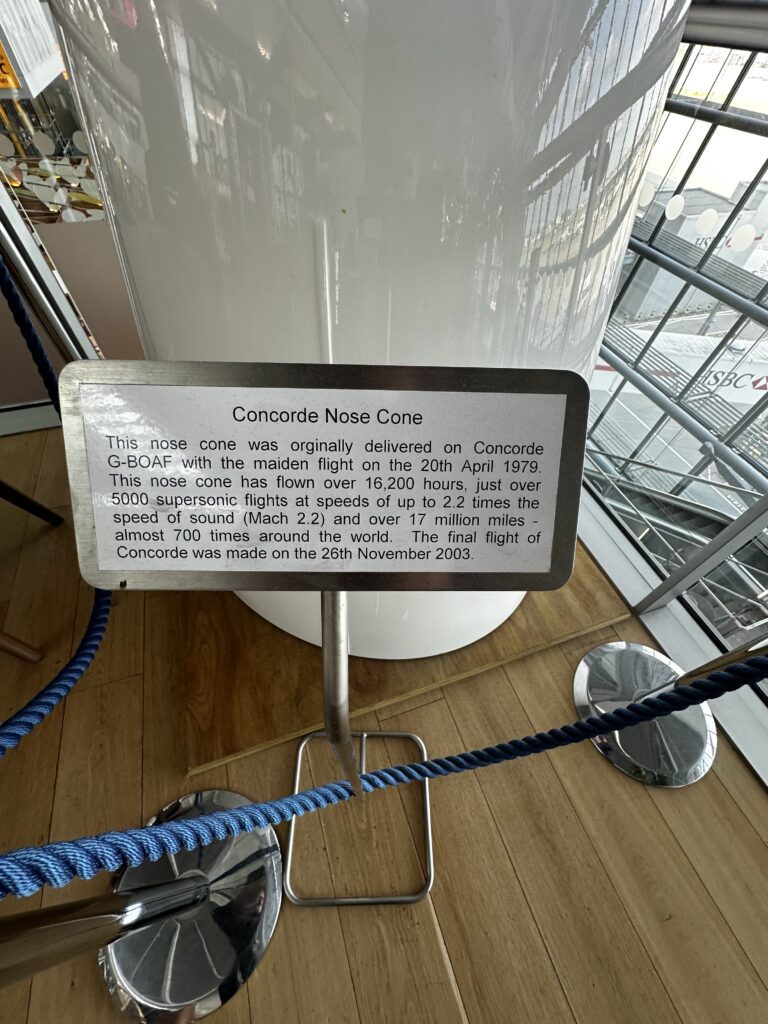 Concorde Nose Cone
This nose cone was orginally delivered on Concorde
G-BOAF with the maiden flight on the 20th April 1979.
This nose cone has flown over 16,200 hours, just over
5000 supersonic flights at speeds of up to 2.2 times the
speed of sound (Mach 2.2) and over 17 million miles -
almost 700 times around the world. The final flight of
Concorde was made on the 26th November 2003.
HSBC
HSBC